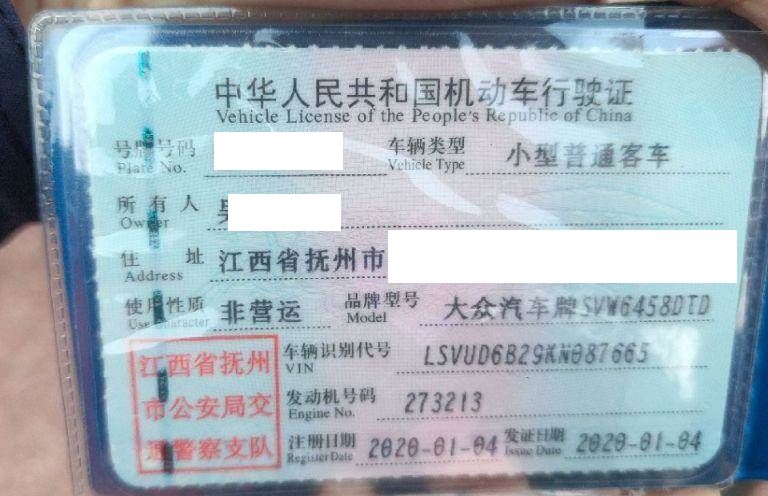 中华人民共和国机动车行驶证
Vehicle License of the People's Republic of China
号牌号码
Plate No.
车辆类型 小型普通客车
Vehicle Type
所有人
Owner
住址 江西省抚州市
Address
使用性质 非营运
Use Character
品牌型号 大众汽车牌SVW6458DTD
Model
江西省抚州
市公安局交
通警察支队
车辆识别代号 LSVUD6B29KN087665
VIN
发动机号码 273213
Engine No.
注册日期 2020-01-04
Register Date
发证日期 2020-01-04
Issue Date